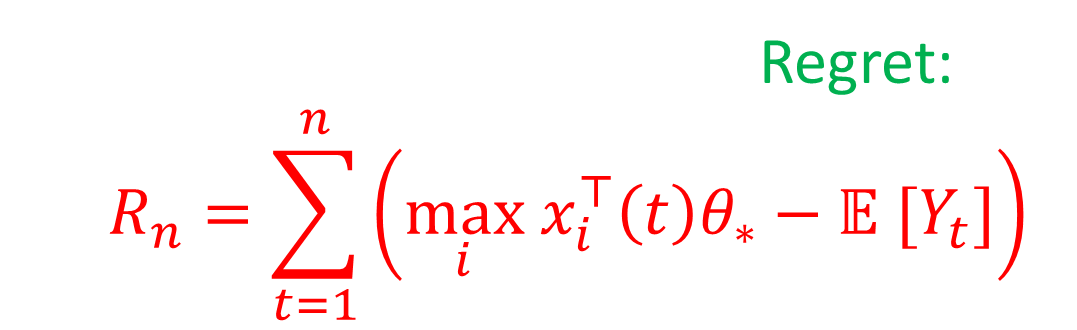 Regret:
$R_n = \sum_{t=1}^{n} \left( \max_i x_i^\top(t)\theta_* - \mathbb{E}\,[Y_t] \right)$